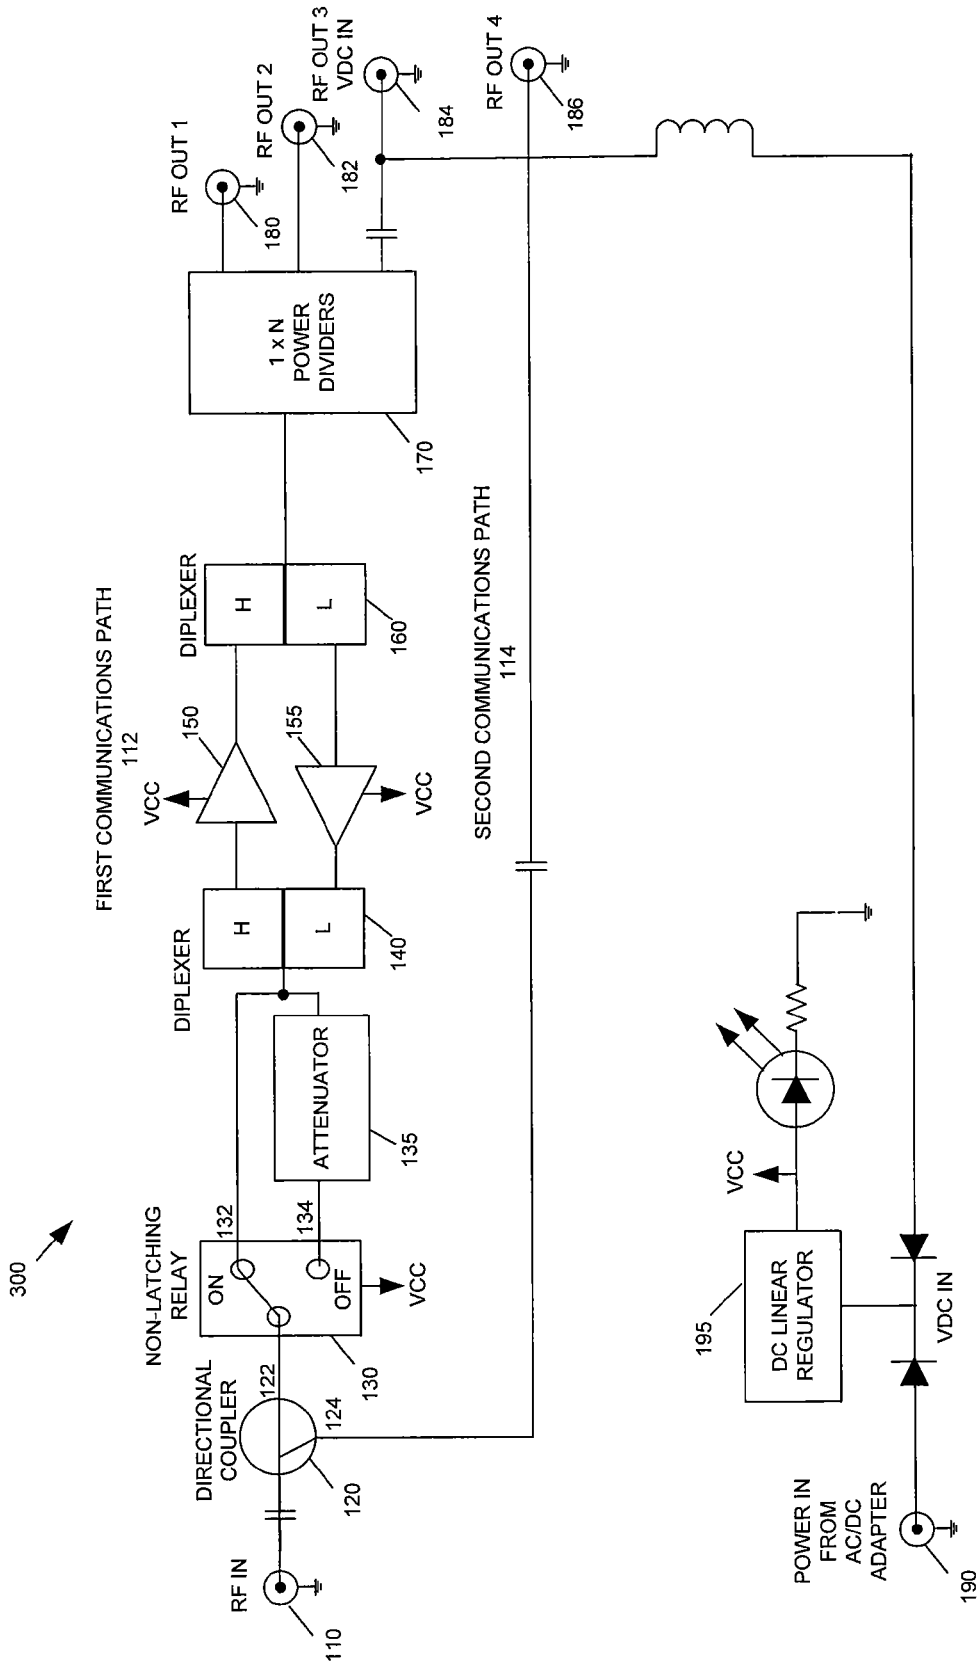 300
FIRST COMMUNICATIONS PATH
112
RF IN
110
DIRECTIONAL
COUPLER
120
122
124
NON-LATCHING
RELAY
ON
OFF
130
VCC
132
134
ATTENUATOR
135
DIPLEXER
H
L
140
VCC
150
155
VCC
DIPLEXER
H
L
160
1 x N
POWER
DIVIDERS
170
RF OUT 1
180
RF OUT 2
182
RF OUT 3
VDC IN
184
RF OUT 4
186
SECOND COMMUNICATIONS PATH
114
POWER IN
FROM
AC/DC
ADAPTER
190
195
DC LINEAR
REGULATOR
VCC
VDC IN